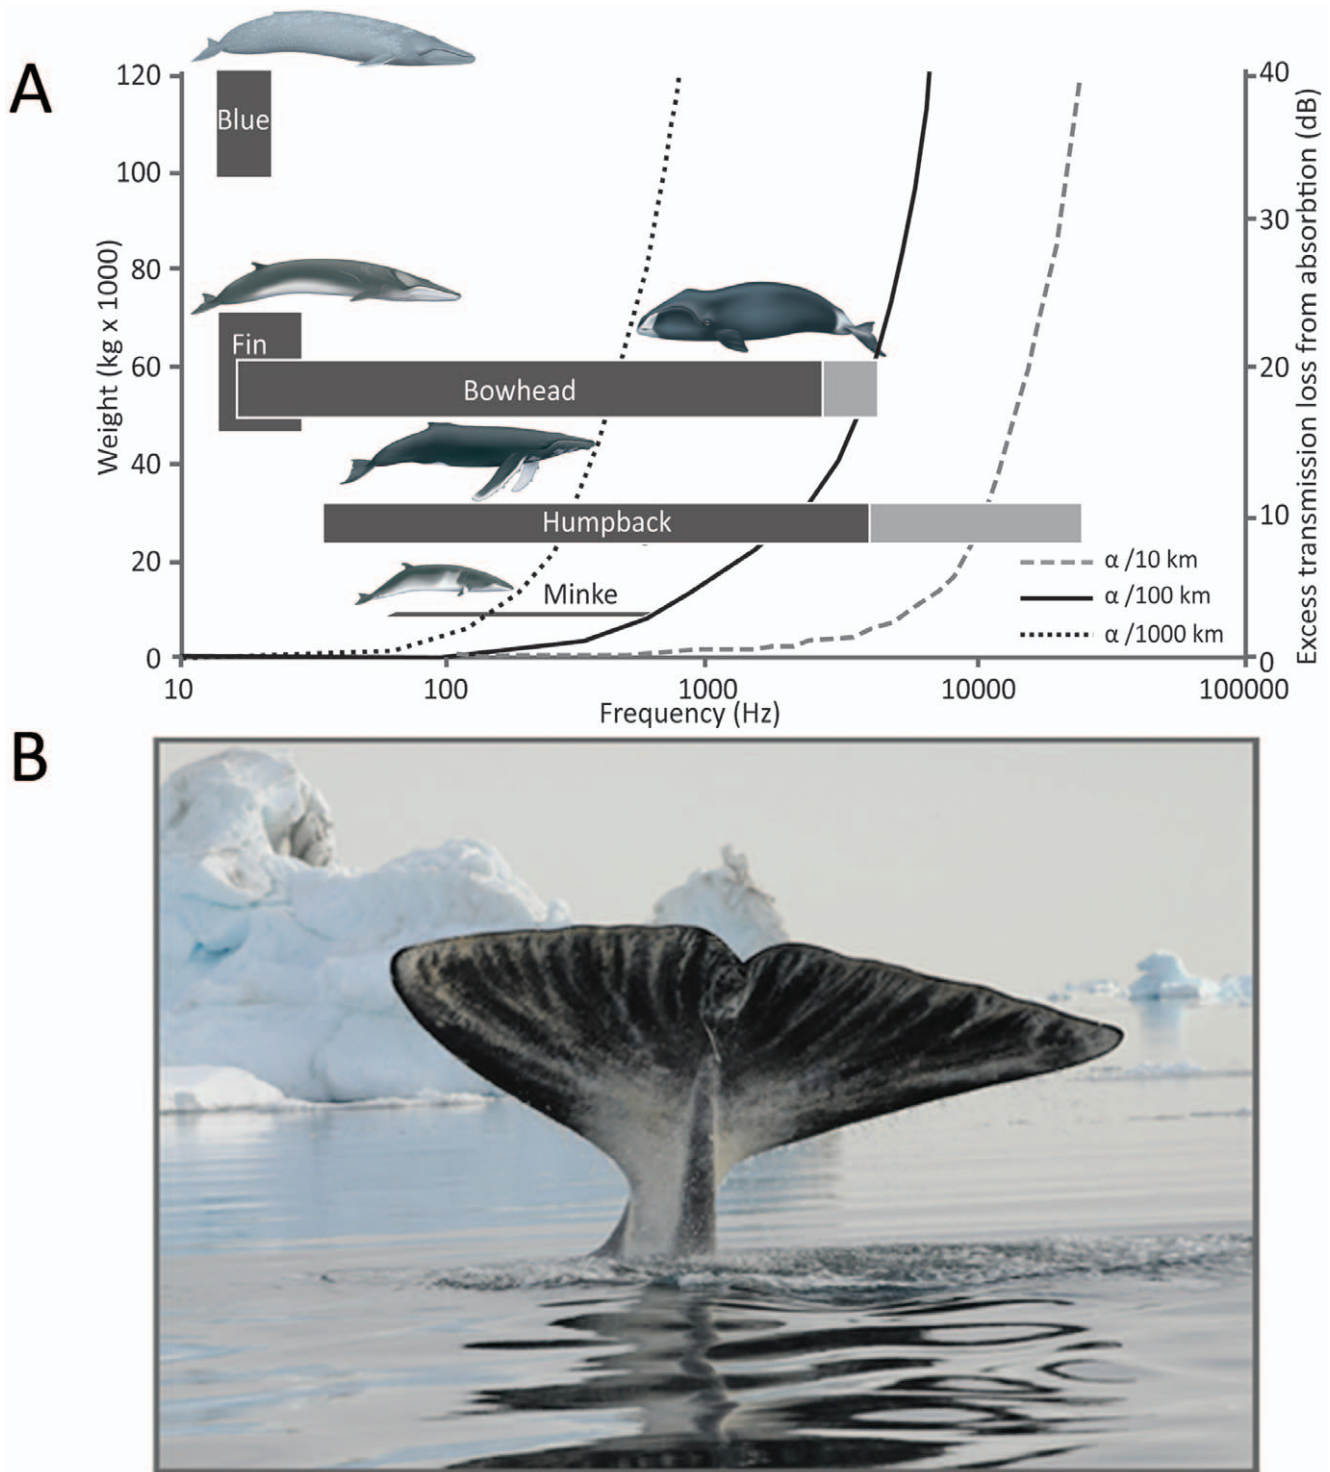 A
120
100
80
60
40
20
0
Weight (kg x 1000)
Blue
Fin
Bowhead
Humpback
Minke
40
30
20
10
0
Excess transmission loss from absorbtion (dB)
α /10 km
α /100 km
α /1000 km
10
100
1000
10000
100000
Frequency (Hz)
B